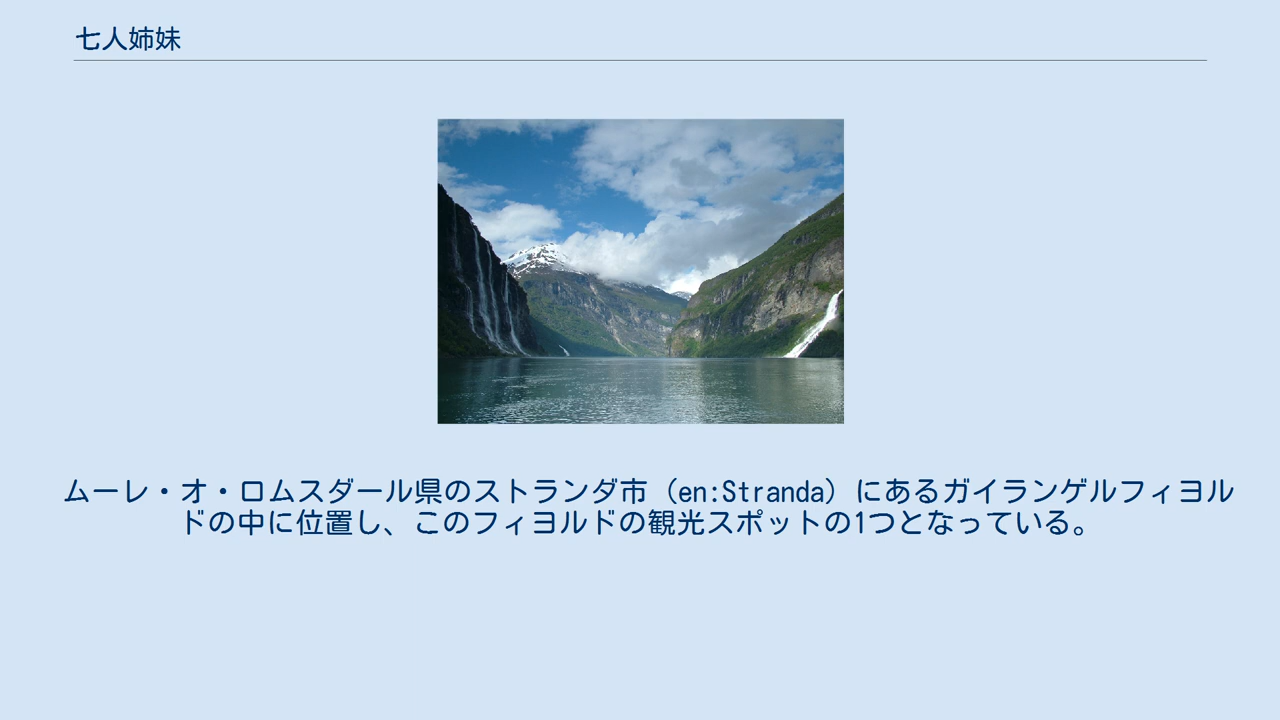 七人姉妹
ムーレ・オ・ロムスダール県のストランダ市（en:Stranda）にあるガイランゲルフィヨル
ドの中に位置し、このフィヨルドの観光スポットの1つとなっている。